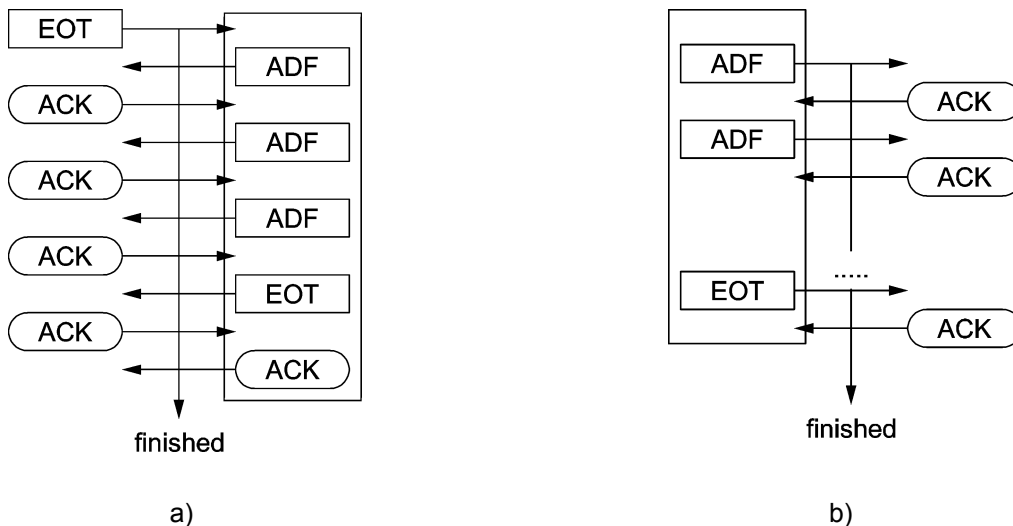 EOT
ADF
ACK
ADF
ACK
ADF
ACK
EOT
ACK
ACK
finished
a)
ADF
ACK
ADF
ACK
.....
EOT
ACK
finished
b)